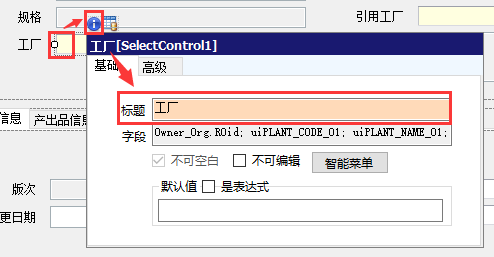 规格
引用工厂
工厂
工厂[SelectControl1]
基础
高级
标题
工厂
字段
Owner_Org.ROid; uiPLANT_CODE_01; uiPLANT_NAME_01;
不可空白
不可编辑
智能菜单
默认值
是表达式
信息
产出品信息
版次
更日期